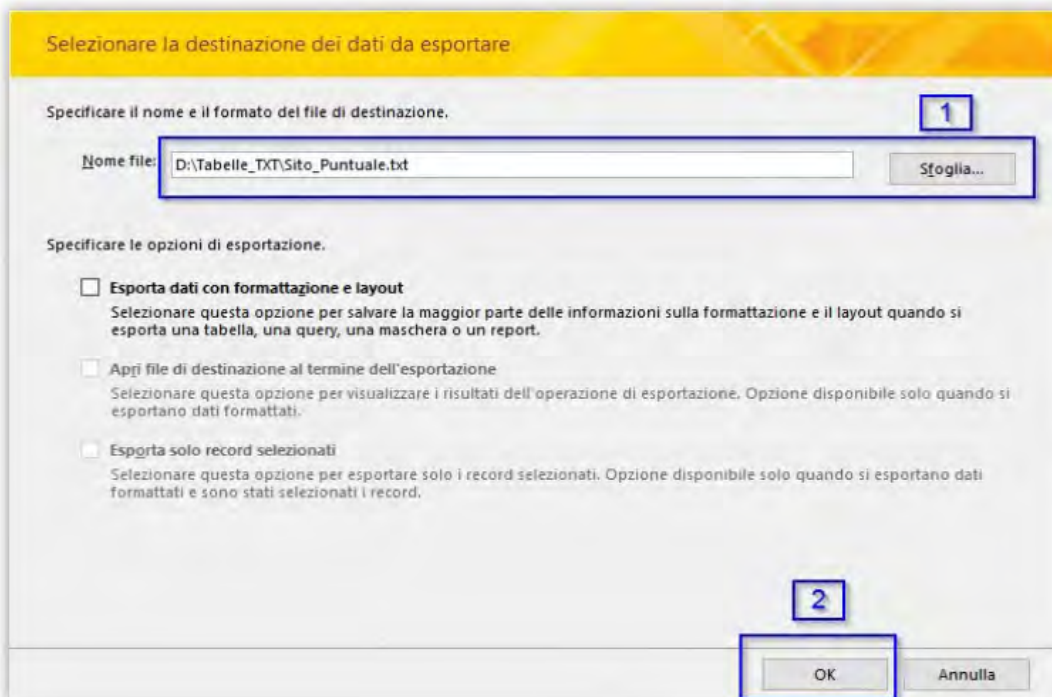 Selezionare la destinazione dei dati da esportare
Specificare il nome e il formato del file di destinazione.
1
Nome file:
D:\Tabelle_TXT\Sito_Puntuale.txt
Sfoglia...
Specificare le opzioni di esportazione.
Esporta dati con formattazione e layout
Selezionare questa opzione per salvare la maggior parte delle informazioni sulla formattazione e il layout quando si
esporta una tabella, una query, una maschera o un report.
Apri file di destinazione al termine dell'esportazione
Selezionare questa opzione per visualizzare i risultati dell'operazione di esportazione. Opzione disponibile solo quando si
esportano dati formattati.
Esporta solo record selezionati
Selezionare questa opzione per esportare solo i record selezionati. Opzione disponibile solo quando si esportano dati
formattati e sono stati selezionati i record.
2
OK
Annulla